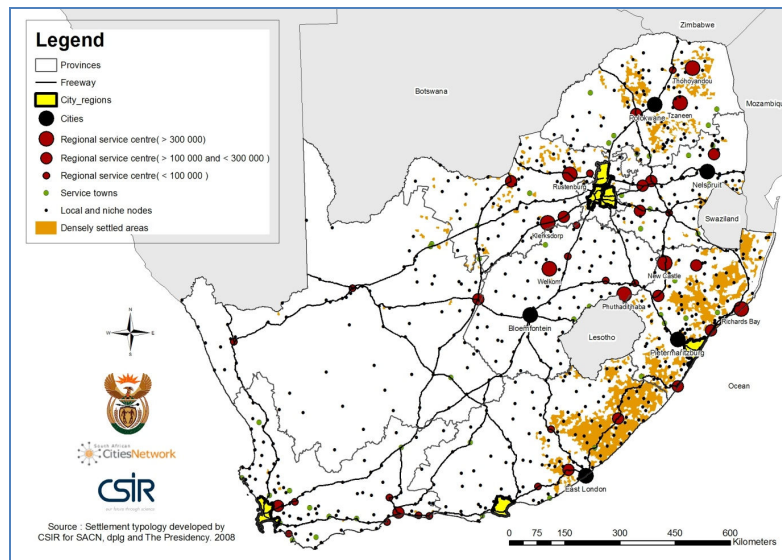 Legend
Provinces
Freeway
City_regions
Cities
Regional service centre( > 300 000)
Regional service centre( > 100 000 and < 300 000 )
Regional service centre( < 100 000 )
Service towns
Local and niche nodes
Densely settled areas
Zimbabwe
Botswana
Mozambique
Thohoyandou
Polokwane
Tzaneen
Nelspruit
Rustenburg
Swaziland
Klerksdorp
Welkom
New Castle
Phuthaditjhaba
Richards Bay
Bloemfontein
Lesotho
Pietermaritzburg
Ocean
East London
N
W
E
S
South African
CitiesNetwork
CSIR
our future through science
Source : Settlement typology developed by
CSIR for SACN, dplg and The Presidency. 2008
0 75 150 300 450 600
Kilometers